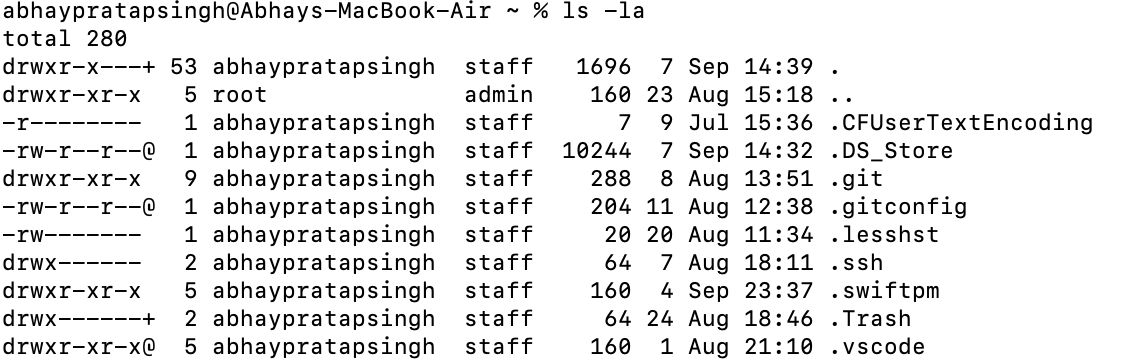 abhaypratapsingh@Abhays-MacBook-Air ~ % ls -la
total 280
drwxr-x---+ 53 abhaypratapsingh  staff   1696  7 Sep 14:39 .
drwxr-xr-x   5 root              admin    160 23 Aug 15:18 ..
-r--------   1 abhaypratapsingh  staff      7  9 Jul 15:36 .CFUserTextEncoding
-rw-r--r--@  1 abhaypratapsingh  staff  10244  7 Sep 14:32 .DS_Store
drwxr-xr-x   9 abhaypratapsingh  staff    288  8 Aug 13:51 .git
-rw-r--r--@  1 abhaypratapsingh  staff    204 11 Aug 12:38 .gitconfig
-rw-------   1 abhaypratapsingh  staff     20 20 Aug 11:34 .lesshst
drwx------   2 abhaypratapsingh  staff     64  7 Aug 18:11 .ssh
drwxr-xr-x   5 abhaypratapsingh  staff    160  4 Sep 23:37 .swiftpm
drwx------+  2 abhaypratapsingh  staff     64 24 Aug 18:46 .Trash
drwxr-xr-x@  5 abhaypratapsingh  staff    160  1 Aug 21:10 .vscode